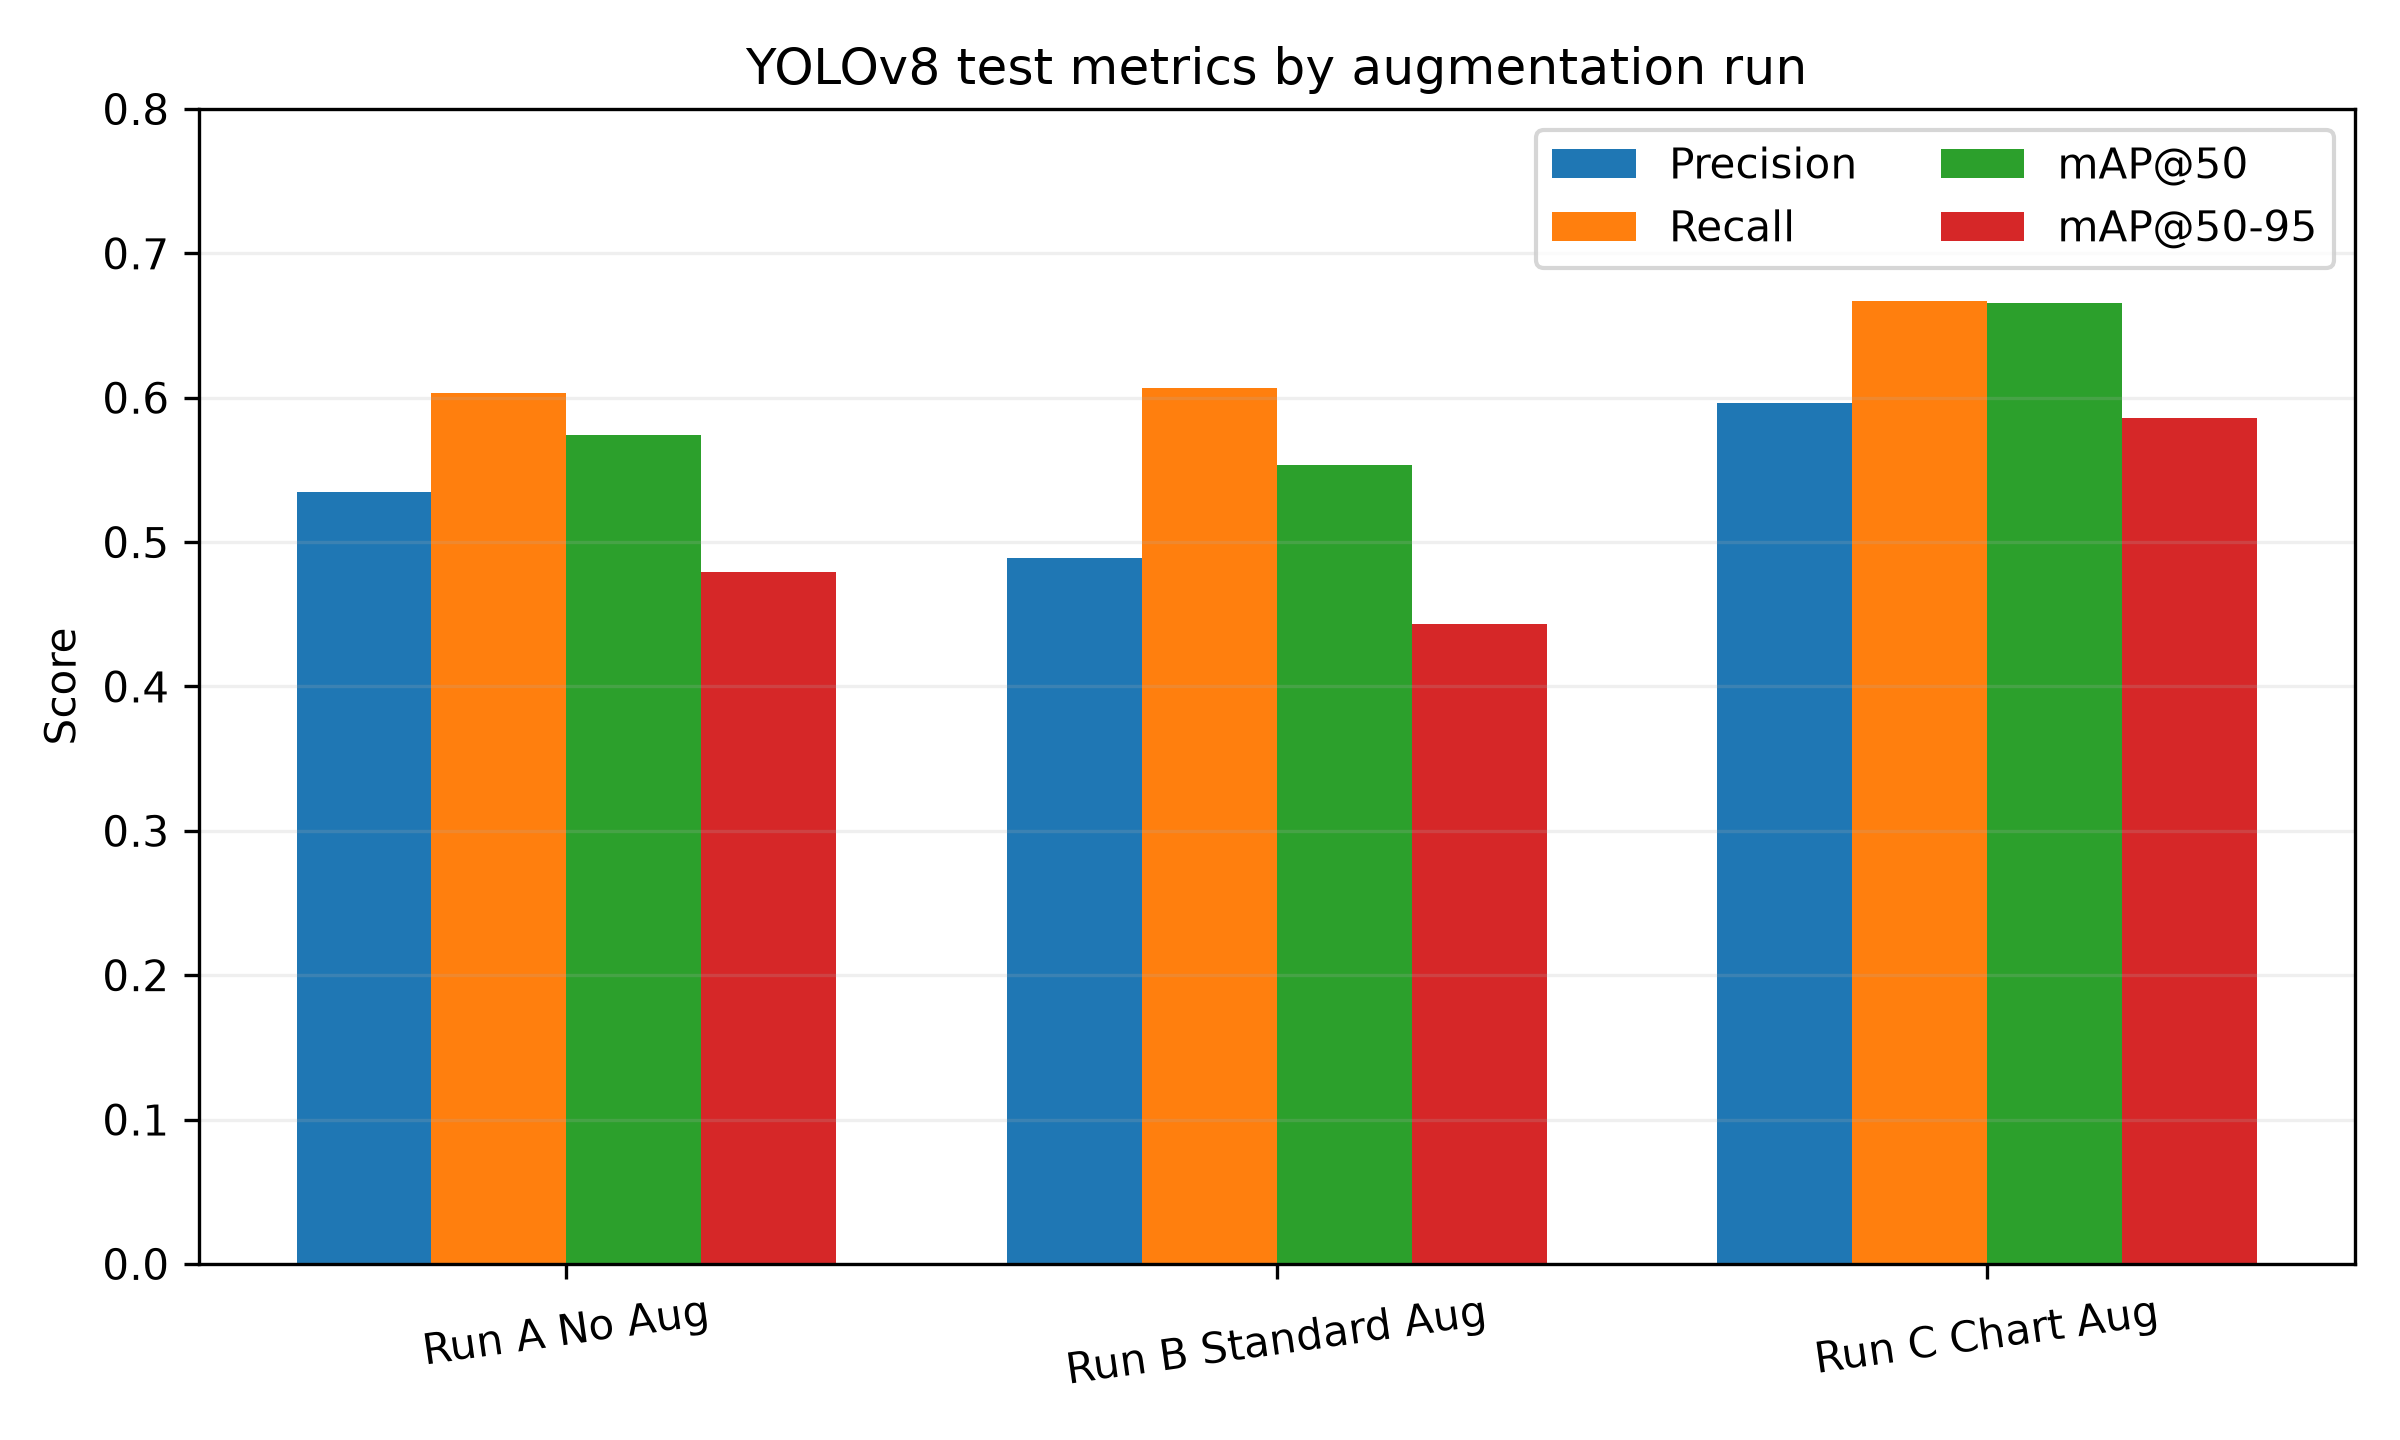 YOLOv8 test metrics by augmentation run
Precision
Recall
mAP@50
mAP@50-95
Score
0.8
0.7
0.6
0.5
0.4
0.3
0.2
0.1
0.0
Run A No Aug
Run B Standard Aug
Run C Chart Aug